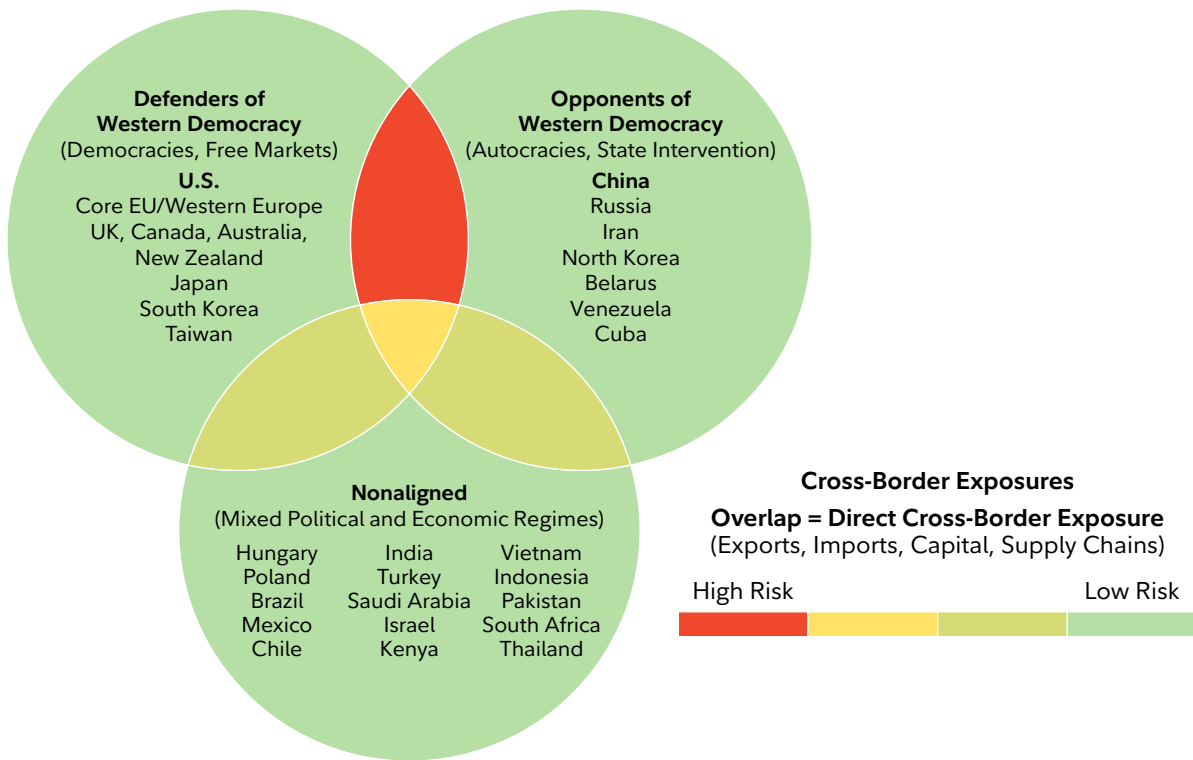 Defenders of
Western Democracy
(Democracies, Free Markets)
U.S.
Core EU/Western Europe
UK, Canada, Australia,
New Zealand
Japan
South Korea
Taiwan
Opponents of
Western Democracy
(Autocracies, State Intervention)
China
Russia
Iran
North Korea
Belarus
Venezuela
Cuba
Nonaligned
(Mixed Political and Economic Regimes)
Hungary
Poland
Brazil
Mexico
Chile
India
Turkey
Saudi Arabia
Israel
Kenya
Vietnam
Indonesia
Pakistan
South Africa
Thailand
Cross-Border Exposures
Overlap = Direct Cross-Border Exposure
(Exports, Imports, Capital, Supply Chains)
High Risk
Low Risk